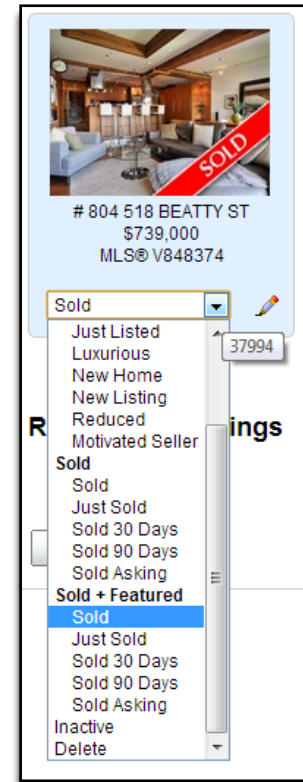 SOLD
# 804 518 BEATTY ST
$739,000
MLS® V848374
Sold
Just Listed
37994
Luxurious
New Home
New Listing
Reduced
R ings
Motivated Seller
Sold
Sold
Just Sold
Sold 30 Days
Sold 90 Days
Sold Asking
Sold + Featured
Sold
Just Sold
Sold 30 Days
Sold 90 Days
Sold Asking
Inactive
Delete